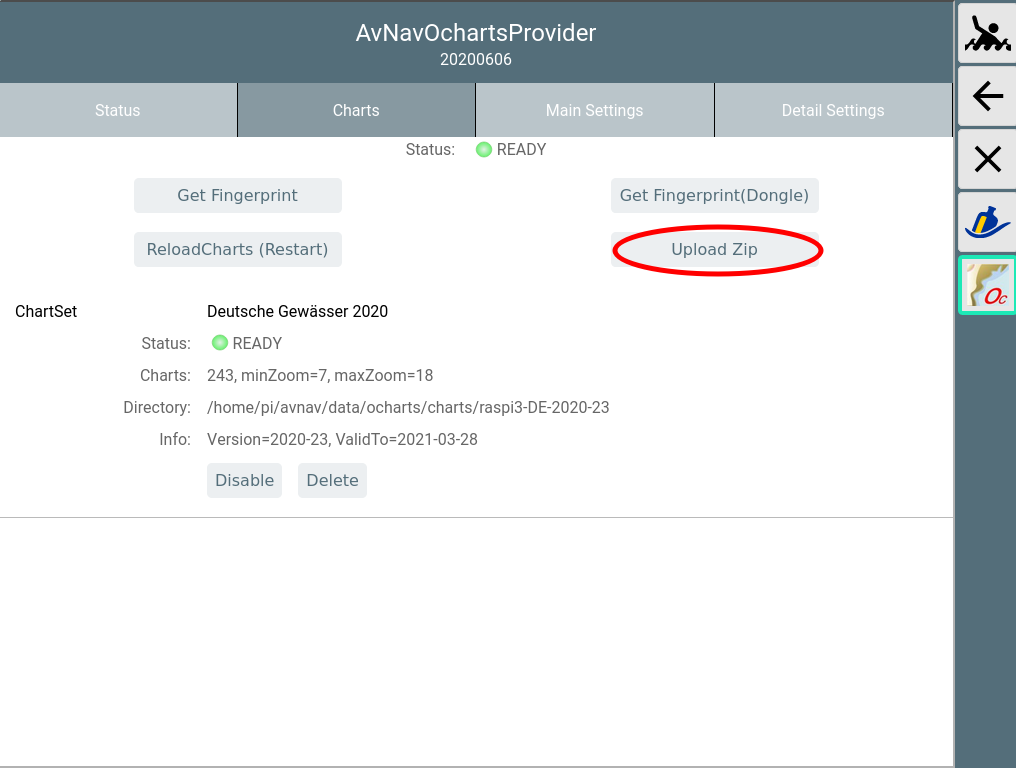 AvNavOchartsProvider
20200606
Status Charts Main Settings Detail Settings
Status: READY
Get Fingerprint Get Fingerprint(Dongle)
ReloadCharts (Restart) Upload Zip
ChartSet Deutsche Gewässer 2020
Status: READY
Charts: 243, minZoom=7, maxZoom=18
Directory: /home/pi/avnav/data/ocharts/charts/raspi3-DE-2020-23
Info: Version=2020-23, ValidTo=2021-03-28
Disable Delete
Oc